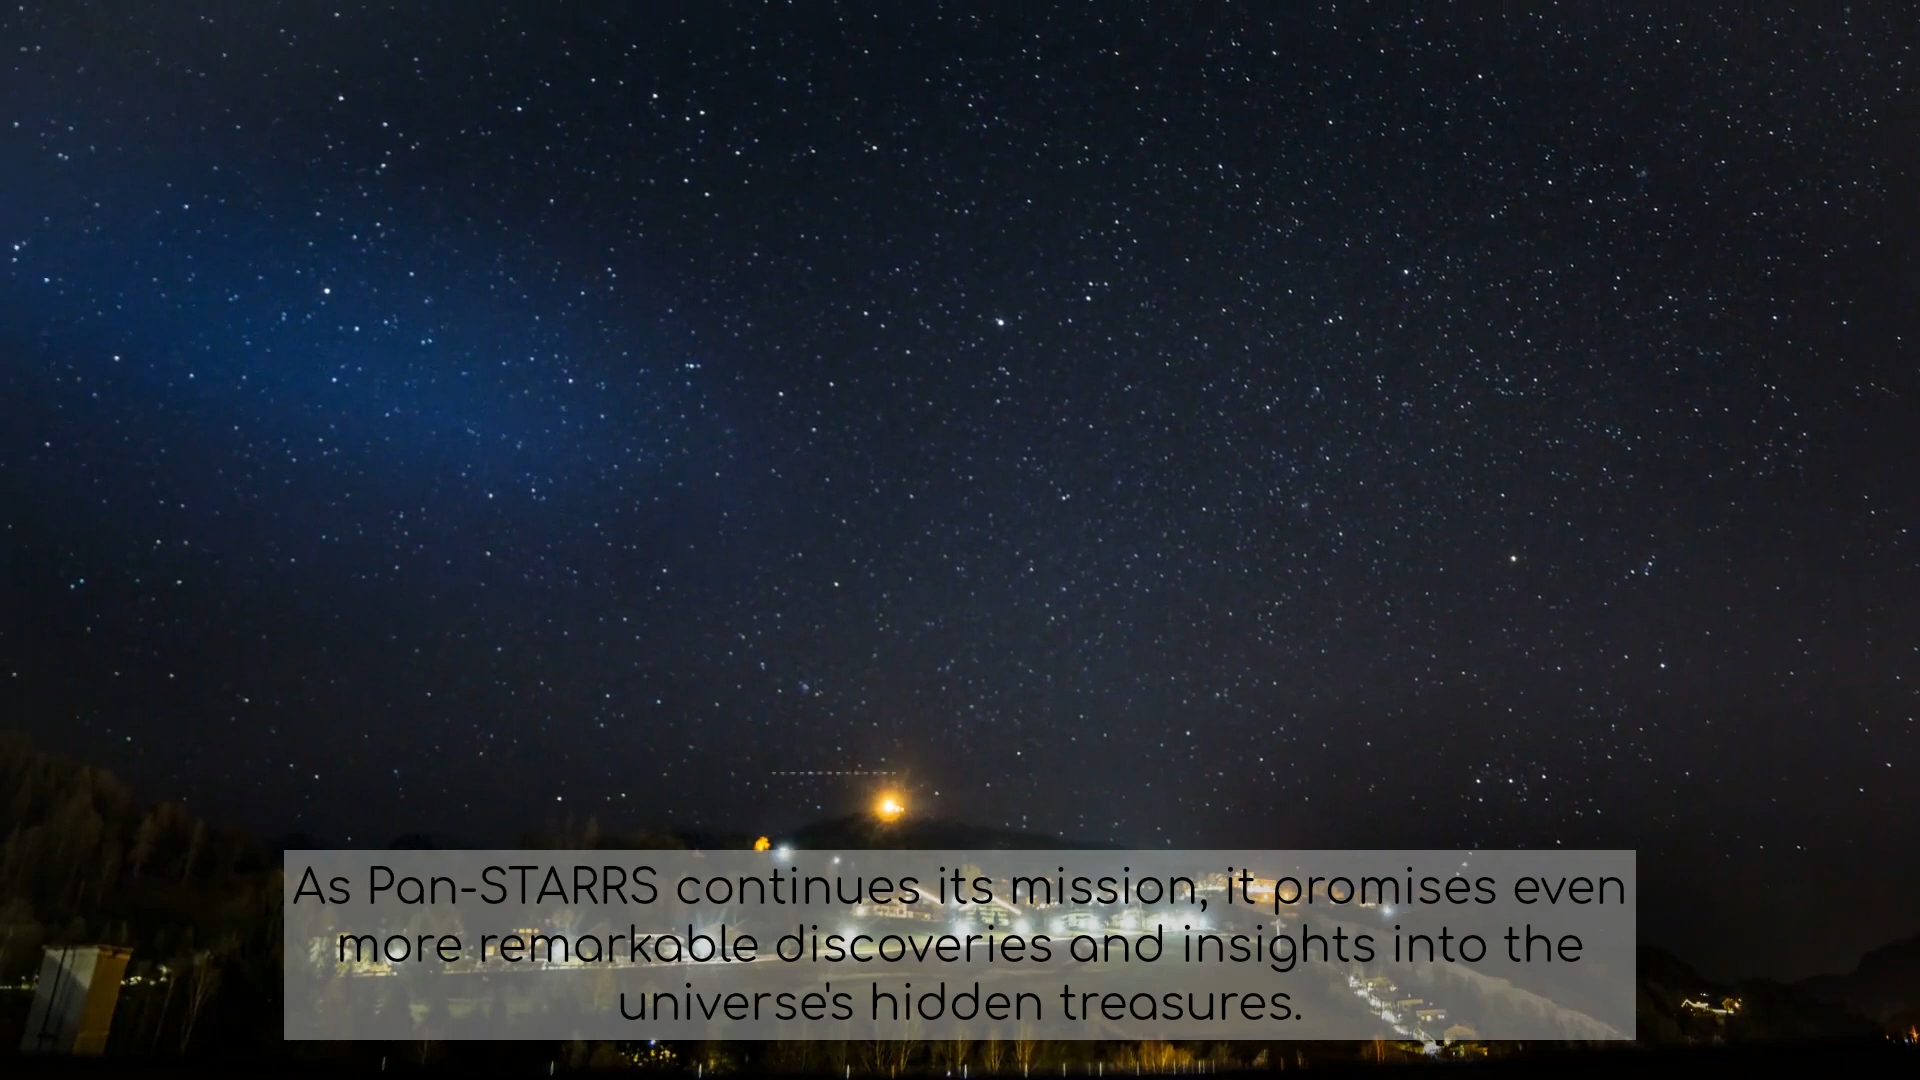 As Pan-STARRS continues its mission, it promises even
more remarkable discoveries and insights into the
universe's hidden treasures.